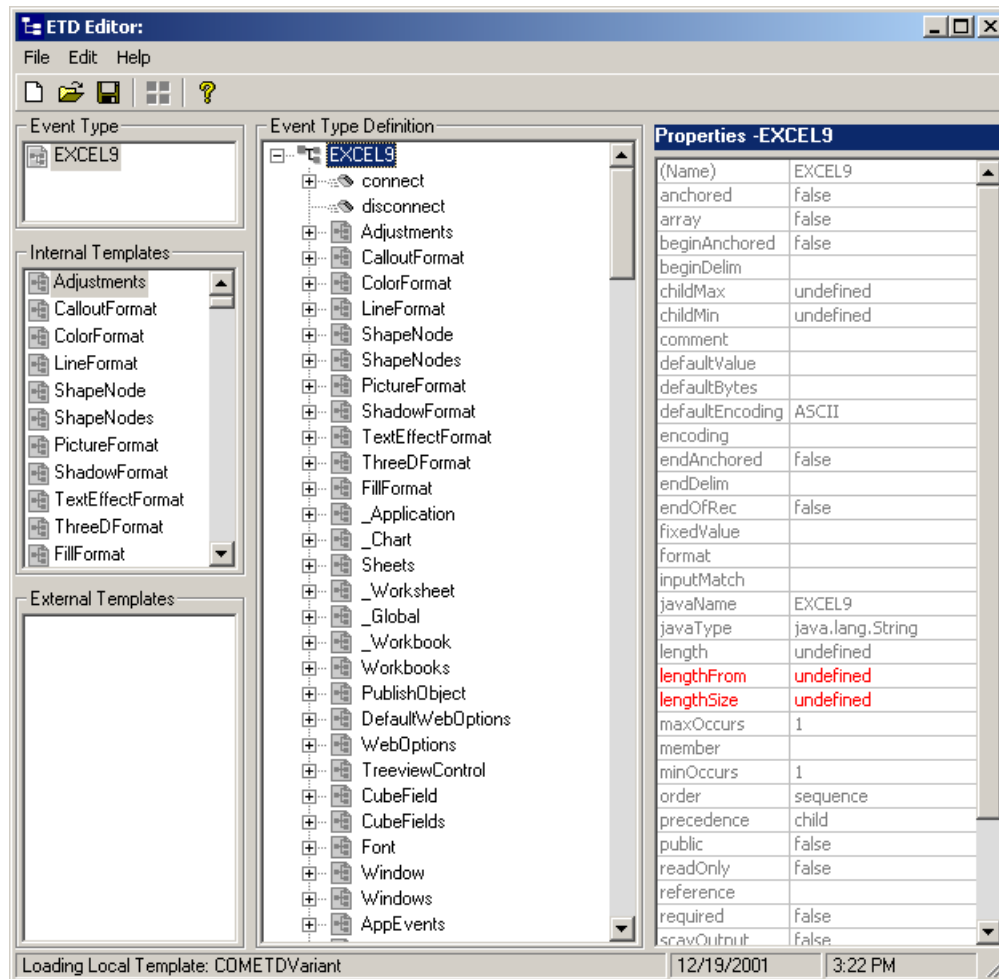 ETD Editor:
File Edit Help
Event Type
EXCEL9
Internal Templates
Adjustments
CalloutFormat
ColorFormat
LineFormat
ShapeNode
ShapeNodes
PictureFormat
ShadowFormat
TextEffectFormat
ThreeDFormat
FillFormat
External Templates
Event Type Definition
EXCEL9
connect
disconnect
Adjustments
CalloutFormat
ColorFormat
LineFormat
ShapeNode
ShapeNodes
PictureFormat
ShadowFormat
TextEffectFormat
ThreeDFormat
FillFormat
_Application
_Chart
Sheets
_Worksheet
_Global
_Workbook
Workbooks
PublishObject
DefaultWebOptions
WebOptions
TreeviewControl
CubeField
CubeFields
Font
Window
Windows
AppEvents
Properties -EXCEL9
(Name) EXCEL9
anchored false
array false
beginAnchored false
beginDelim
childMax undefined
childMin undefined
comment
defaultValue
defaultBytes
defaultEncoding ASCII
encoding
endAnchored false
endDelim
endOfRec false
fixedValue
format
inputMatch
javaName EXCEL9
javaType java.lang.String
length undefined
lengthFrom undefined
lengthSize undefined
maxOccurs 1
member
minOccurs 1
order sequence
precedence child
public false
readOnly false
reference
required false
scavOutput false
Loading Local Template: COMETDVariant 12/19/2001 3:22 PM